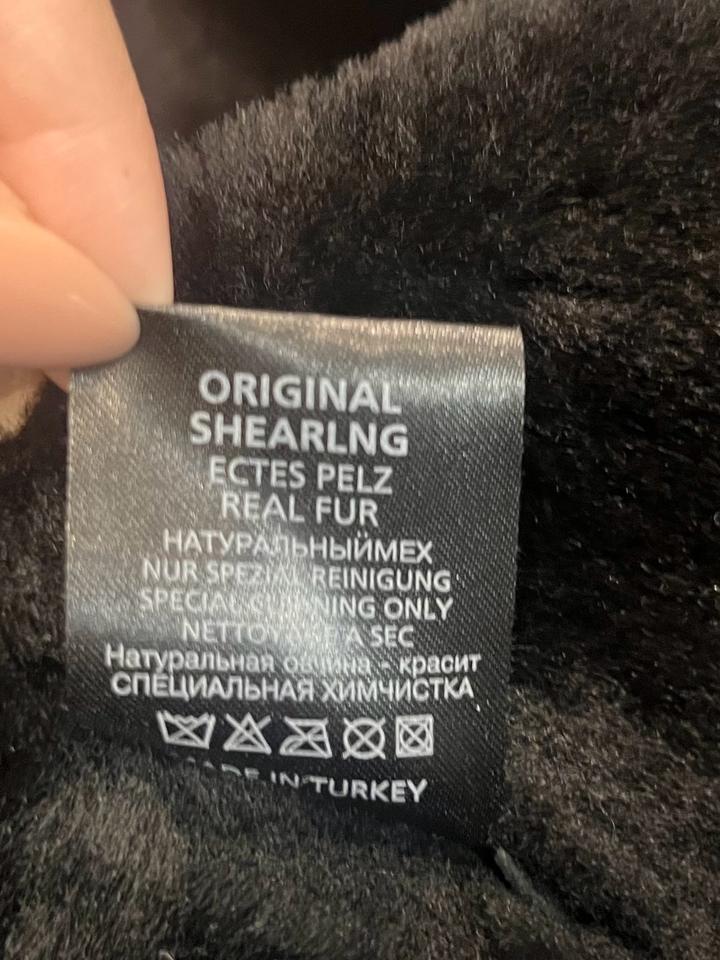 ORIGINAL
SHEARLNG
ECTES PELZ
REAL FUR
НАТУРАЛЬНЫЙМЕХ
NUR SPEZIAL REINIGUNG
SPECIAL ONLY
NETTOYAGE A SEC
Натуральная овчина - красит
СПЕЦИАЛЬНАЯ ХИМЧИСТКА
MADE IN TURKEY